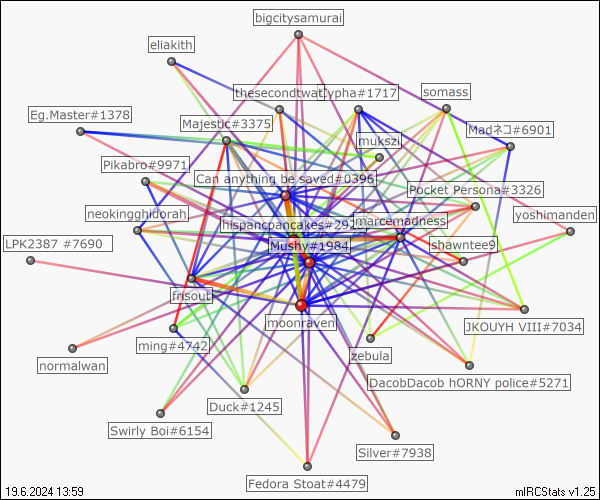 bigcitysamurai
eliakith
thesecondtwat
ypha#1717
somass
Eg.Master#1378
Majestic#3375
Madネコ#6901
mukszi
Pikabro#9971
Can anything be saved#0396
Pocket Persona#3326
neokingghidorah
hispancpancakes#292
marcemadness
yoshimanden
LPK2387 #7690
Mushy#1984
shawntee9
frisout
moonraven
JKOUYH VIII#7034
ming#4742
zebula
normalwan
DacobDacob hORNY police#5271
Duck#1245
Swirly Boi#6154
Silver#7938
Fedora Stoat#4479
19.6.2024 13:59
mIRCStats v1.25